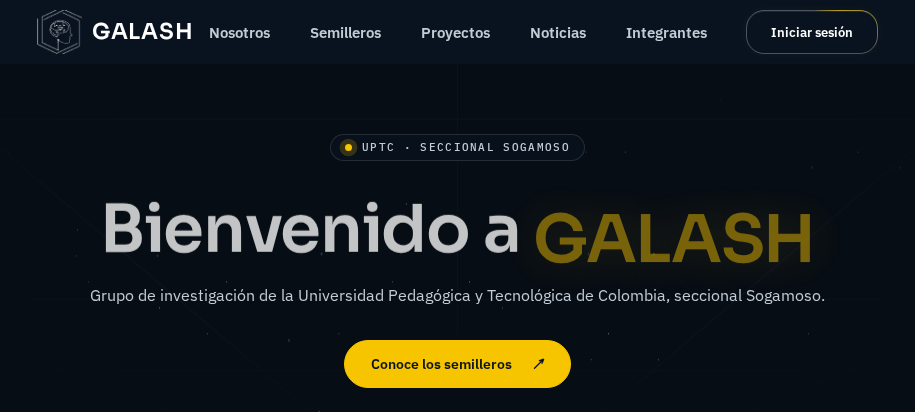 GALASH Nosotros Semilleros Proyectos Noticias Integrantes Iniciar sesión
UPTC · SECCIONAL SOGAMOSO
Bienvenido a GALASH
Grupo de investigación de la Universidad Pedagógica y Tecnológica de Colombia, seccional Sogamoso.
Conoce los semilleros ↗